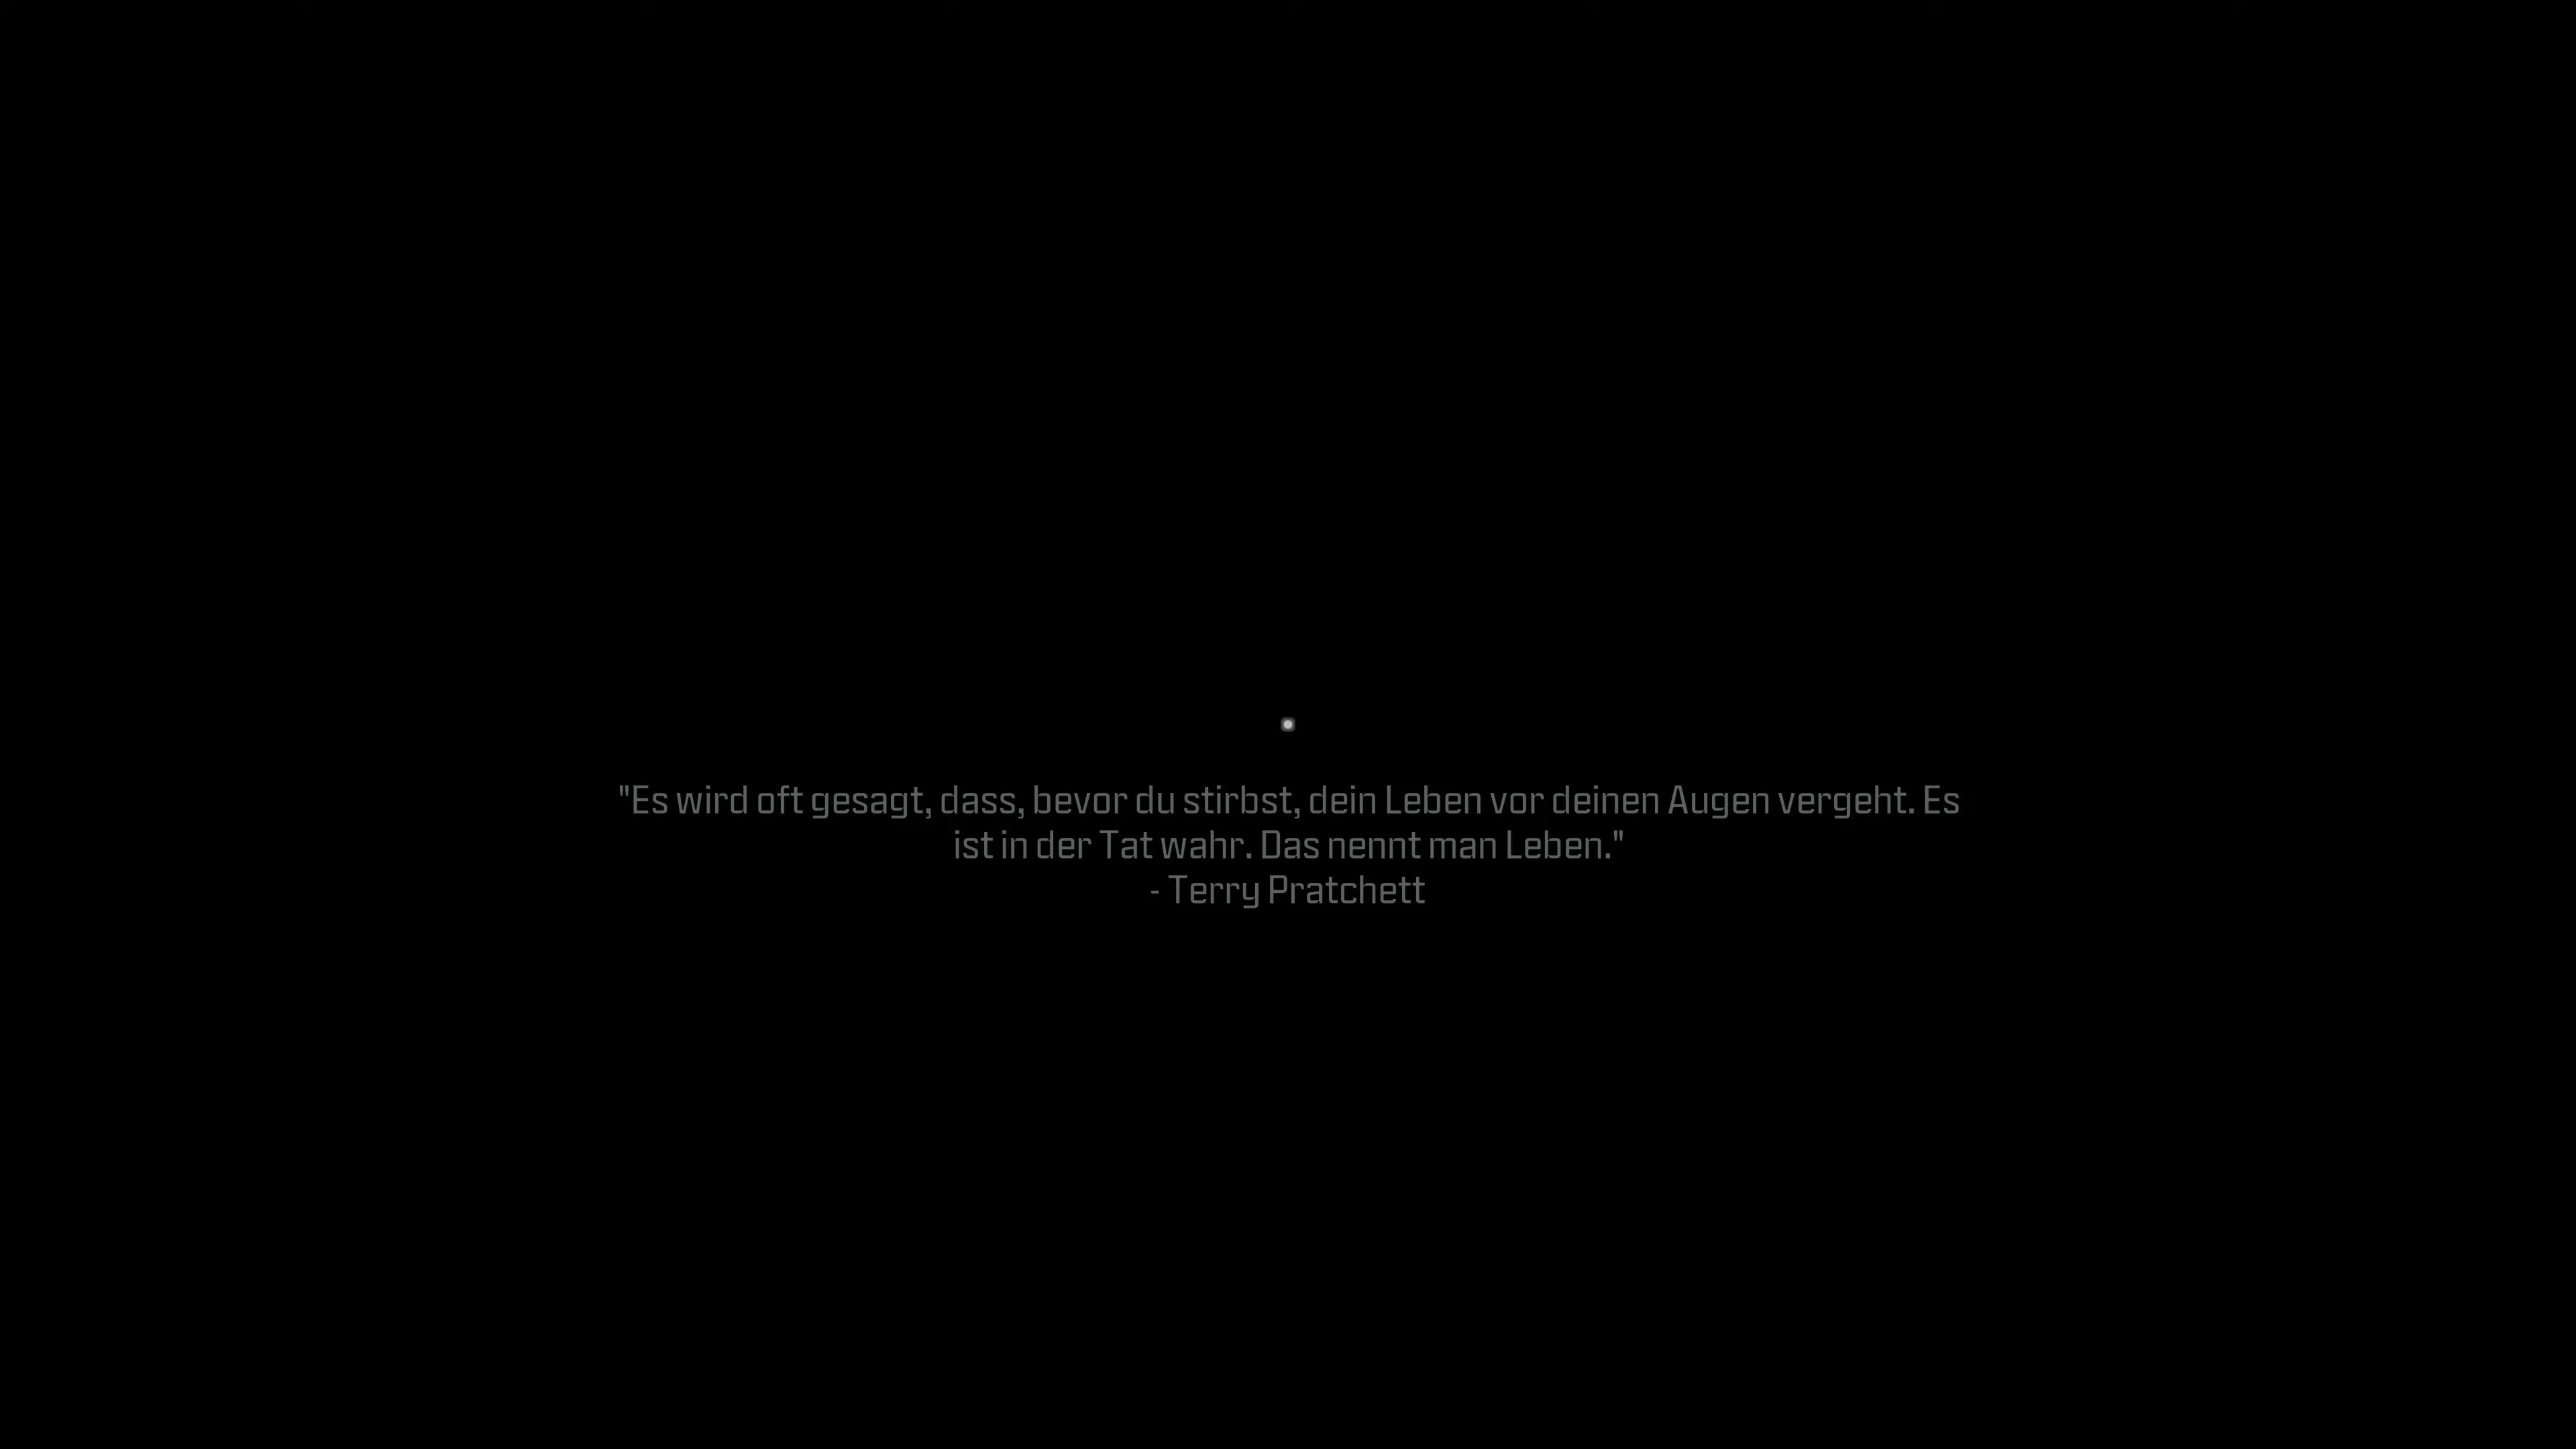 "Es wird oft gesagt, dass, bevor du stirbst, dein Leben vor deinen Augen vergeht. Es
ist in der Tat wahr. Das nennt man Leben."
- Terry Pratchett